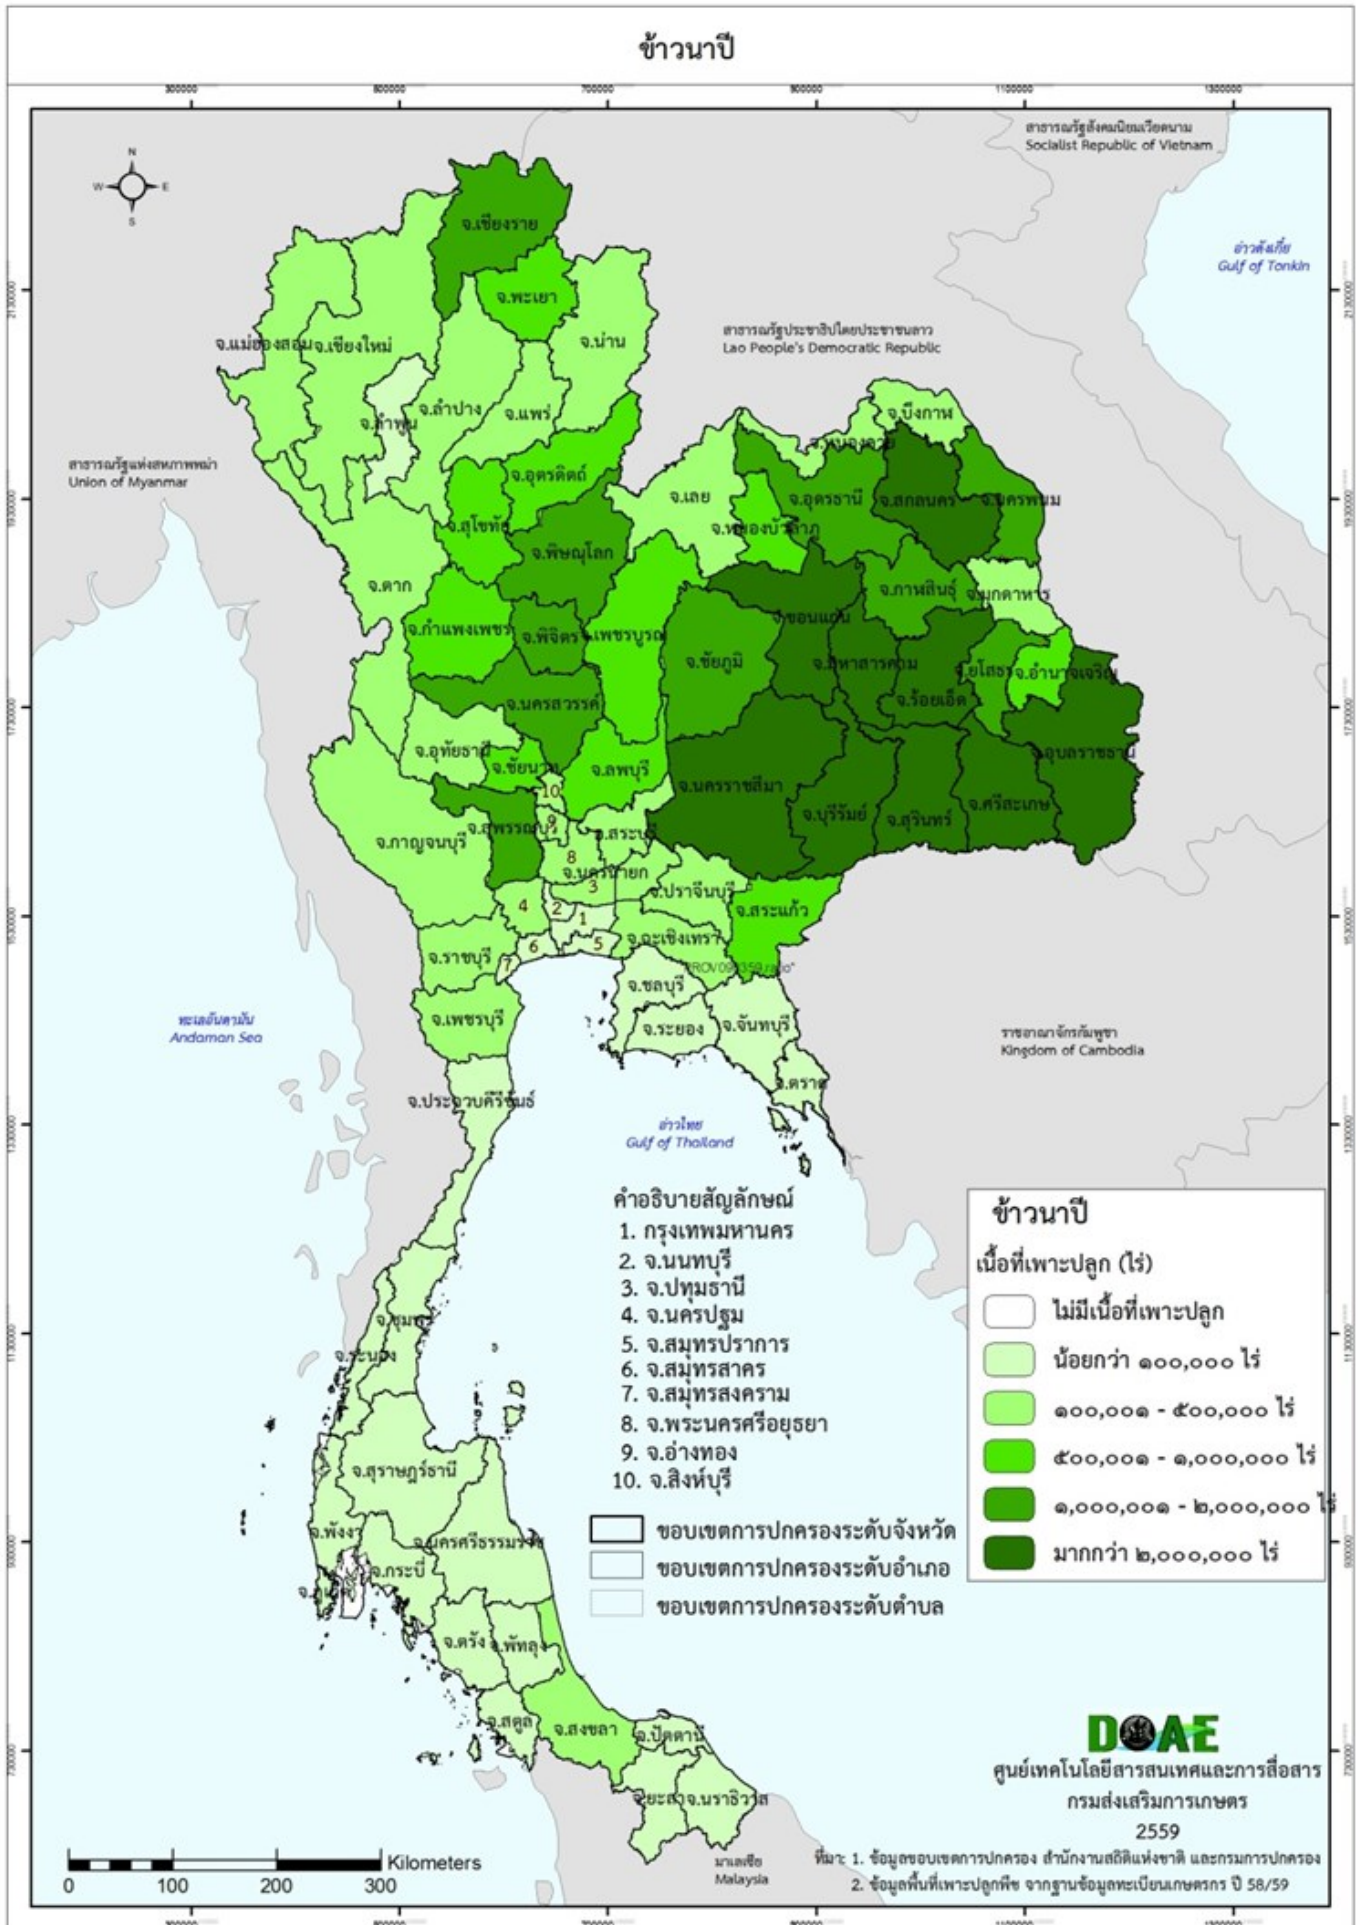 ข้าวนาปี
300000 500000 700000 900000 1100000 1300000
สาธารณรัฐสังคมนิยมเวียดนาม
Socialist Republic of Vietnam
N
W E
S
จ.เชียงราย
อ่าวตังเกี๋ย
Gulf of Tonkin
จ.พะเยา
2130000 2130000
สาธารณรัฐประชาธิปไตยประชาชนลาว
Lao People's Democratic Republic
จ.แม่ฮ่องสอน จ.เชียงใหม่ จ.น่าน
จ.ลำปาง จ.แพร่ จ.บึงกาฬ
จ.ลำพูน จ.หนองคาย
สาธารณรัฐแห่งสหภาพพม่า
Union of Myanmar
จ.อุตรดิตถ์
จ.เลย จ.อุดรธานี จ.สกลนคร จ.นครพนม
1930000 1930000
จ.สุโขทัย จ.หนองบัวลำภู
จ.พิษณุโลก
จ.ตาก จ.กาฬสินธุ์ จ.มุกดาหาร
จ.กำแพงเพชร จ.พิจิตร จ.เพชรบูรณ์ จ.ขอนแก่น
จ.ชัยภูมิ จ.มหาสารคาม จ.ยโสธร จ.อำนาจเจริญ
จ.นครสวรรค์ จ.ร้อยเอ็ด
1730000 1730000
จ.อุทัยธานี จ.อุบลราชธานี
จ.ชัยนาท จ.ลพบุรี จ.นครราชสีมา
10
จ.สุพรรณบุรี 9 จ.สระบุรี จ.บุรีรัมย์ จ.สุรินทร์ จ.ศรีสะเกษ
จ.กาญจนบุรี
8
จ.นครนายก
3 จ.ปราจีนบุรี
4 2 จ.สระแก้ว
1530000 1 1530000
6 5 จ.ฉะเชิงเทรา
จ.ราชบุรี
7
จ.ชลบุรี
ทะเลอันดามัน
Andaman Sea
จ.เพชรบุรี จ.ระยอง จ.จันทบุรี
ราชอาณาจักรกัมพูชา
Kingdom of Cambodia
จ.ตราด
จ.ประจวบคีรีขันธ์
1330000 1330000
อ่าวไทย
Gulf of Thailand
คำอธิบายสัญลักษณ์
1. กรุงเทพมหานคร
2. จ.นนทบุรี
3. จ.ปทุมธานี
4. จ.นครปฐม
5. จ.สมุทรปราการ
6. จ.สมุทรสาคร
7. จ.สมุทรสงคราม
8. จ.พระนครศรีอยุธยา
9. จ.อ่างทอง
10. จ.สิงห์บุรี
ขอบเขตการปกครองระดับจังหวัด
ขอบเขตการปกครองระดับอำเภอ
ขอบเขตการปกครองระดับตำบล
ข้าวนาปี
เนื้อที่เพาะปลูก (ไร่)
ไม่มีเนื้อที่เพาะปลูก
น้อยกว่า ๑๐๐,๐๐๐ ไร่
๑๐๐,๐๐๑ - ๕๐๐,๐๐๐ ไร่
๕๐๐,๐๐๑ - ๑,๐๐๐,๐๐๐ ไร่
๑,๐๐๐,๐๐๑ - ๒,๐๐๐,๐๐๐ ไร่
มากกว่า ๒,๐๐๐,๐๐๐ ไร่
จ.ชุมพร
1130000 1130000
จ.ระนอง
จ.สุราษฎร์ธานี
จ.พังงา จ.นครศรีธรรมราช
930000 930000
จ.กระบี่
จ.ภูเก็ต
จ.ตรัง จ.พัทลุง
จ.สตูล จ.สงขลา จ.ปัตตานี
730000 730000
จ.ยะลา จ.นราธิวาส
มาเลเซีย
Malaysia
DOAE
ศูนย์เทคโนโลยีสารสนเทศและการสื่อสาร
กรมส่งเสริมการเกษตร
2559
ที่มา: 1. ข้อมูลขอบเขตการปกครอง สำนักงานสถิติแห่งชาติ และกรมการปกครอง
2. ข้อมูลพื้นที่เพาะปลูกพืช จากฐานข้อมูลทะเบียนเกษตรกร ปี 58/59
Kilometers
0 100 200 300